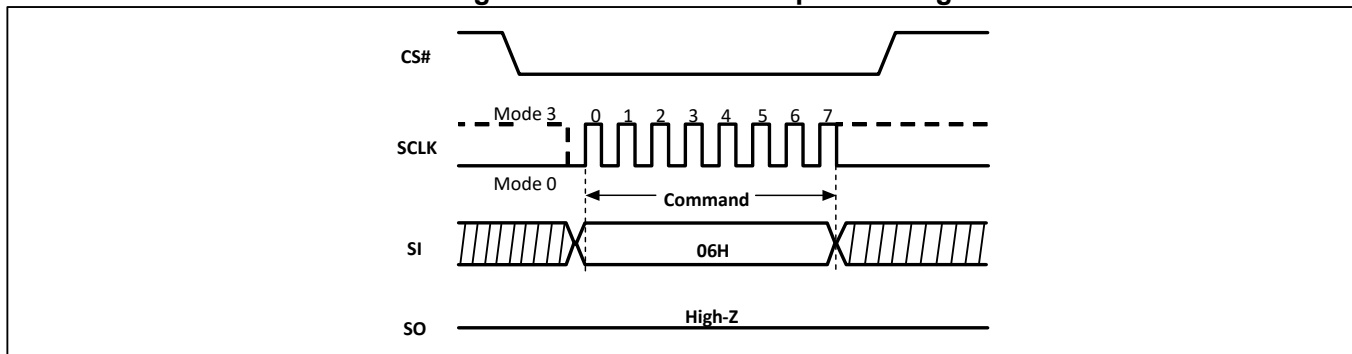 CS#
Mode 3 0 1 2 3 4 5 6 7
SCLK
Mode 0
Command
SI
06H
High-Z
SO